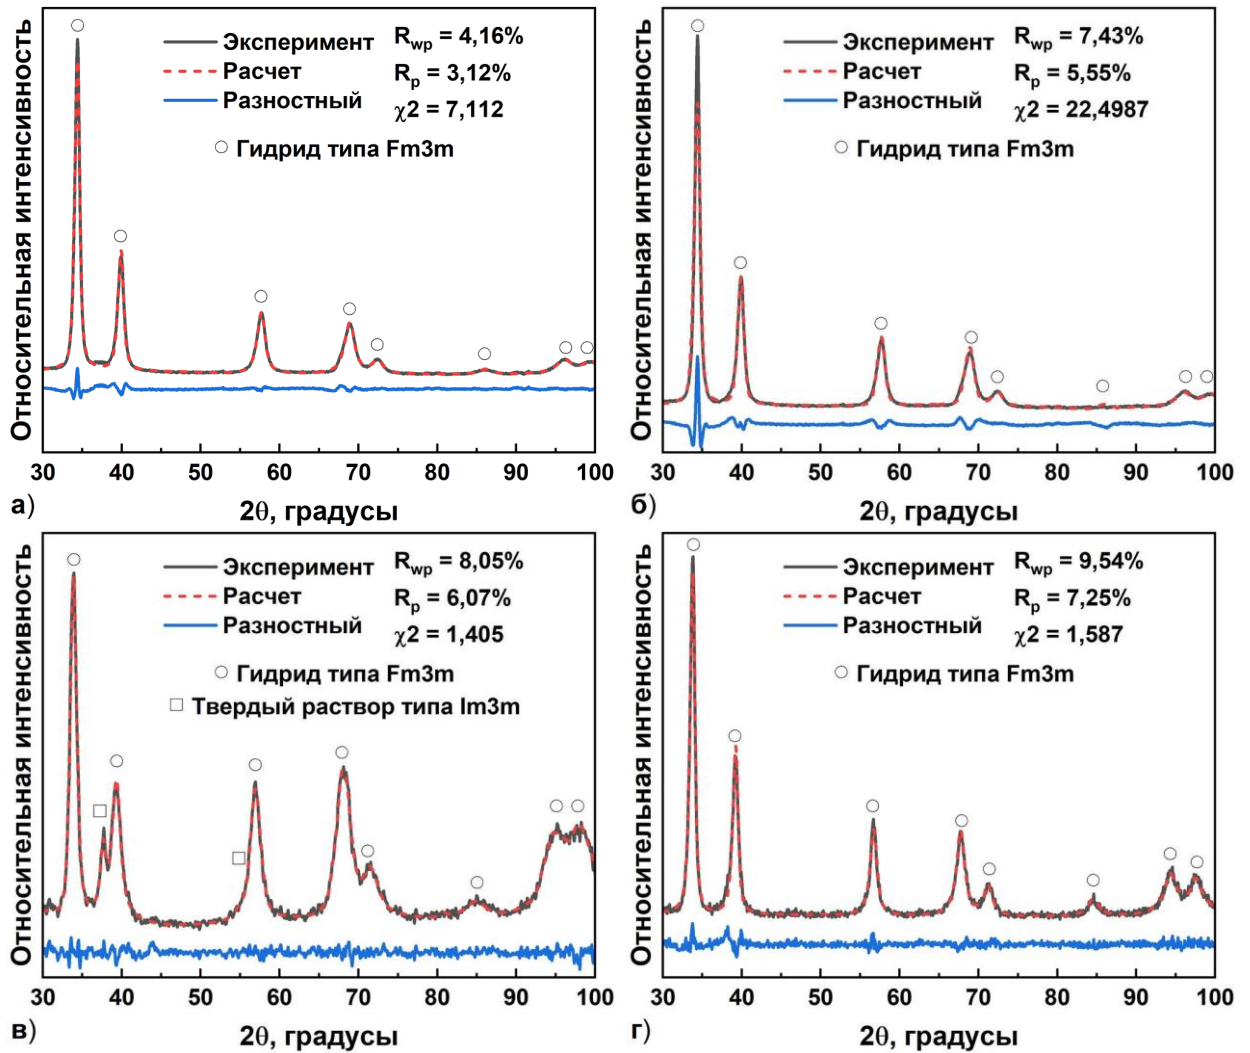 Относительная интенсивность
Эксперимент
Расчет
Разностный
R_wp = 4,16%
R_p = 3,12%
χ2 = 7,112
○ Гидрид типа Fm3m
30 40 50 60 70 80 90 100
2θ, градусы
а)
Относительная интенсивность
Эксперимент
Расчет
Разностный
R_wp = 7,43%
R_p = 5,55%
χ2 = 22,4987
○ Гидрид типа Fm3m
30 40 50 60 70 80 90 100
2θ, градусы
б)
Относительная интенсивность
Эксперимент
Расчет
Разностный
R_wp = 8,05%
R_p = 6,07%
χ2 = 1,405
○ Гидрид типа Fm3m
□ Твердый раствор типа Im3m
30 40 50 60 70 80 90 100
2θ, градусы
в)
Относительная интенсивность
Эксперимент
Расчет
Разностный
R_wp = 9,54%
R_p = 7,25%
χ2 = 1,587
○ Гидрид типа Fm3m
30 40 50 60 70 80 90 100
2θ, градусы
г)